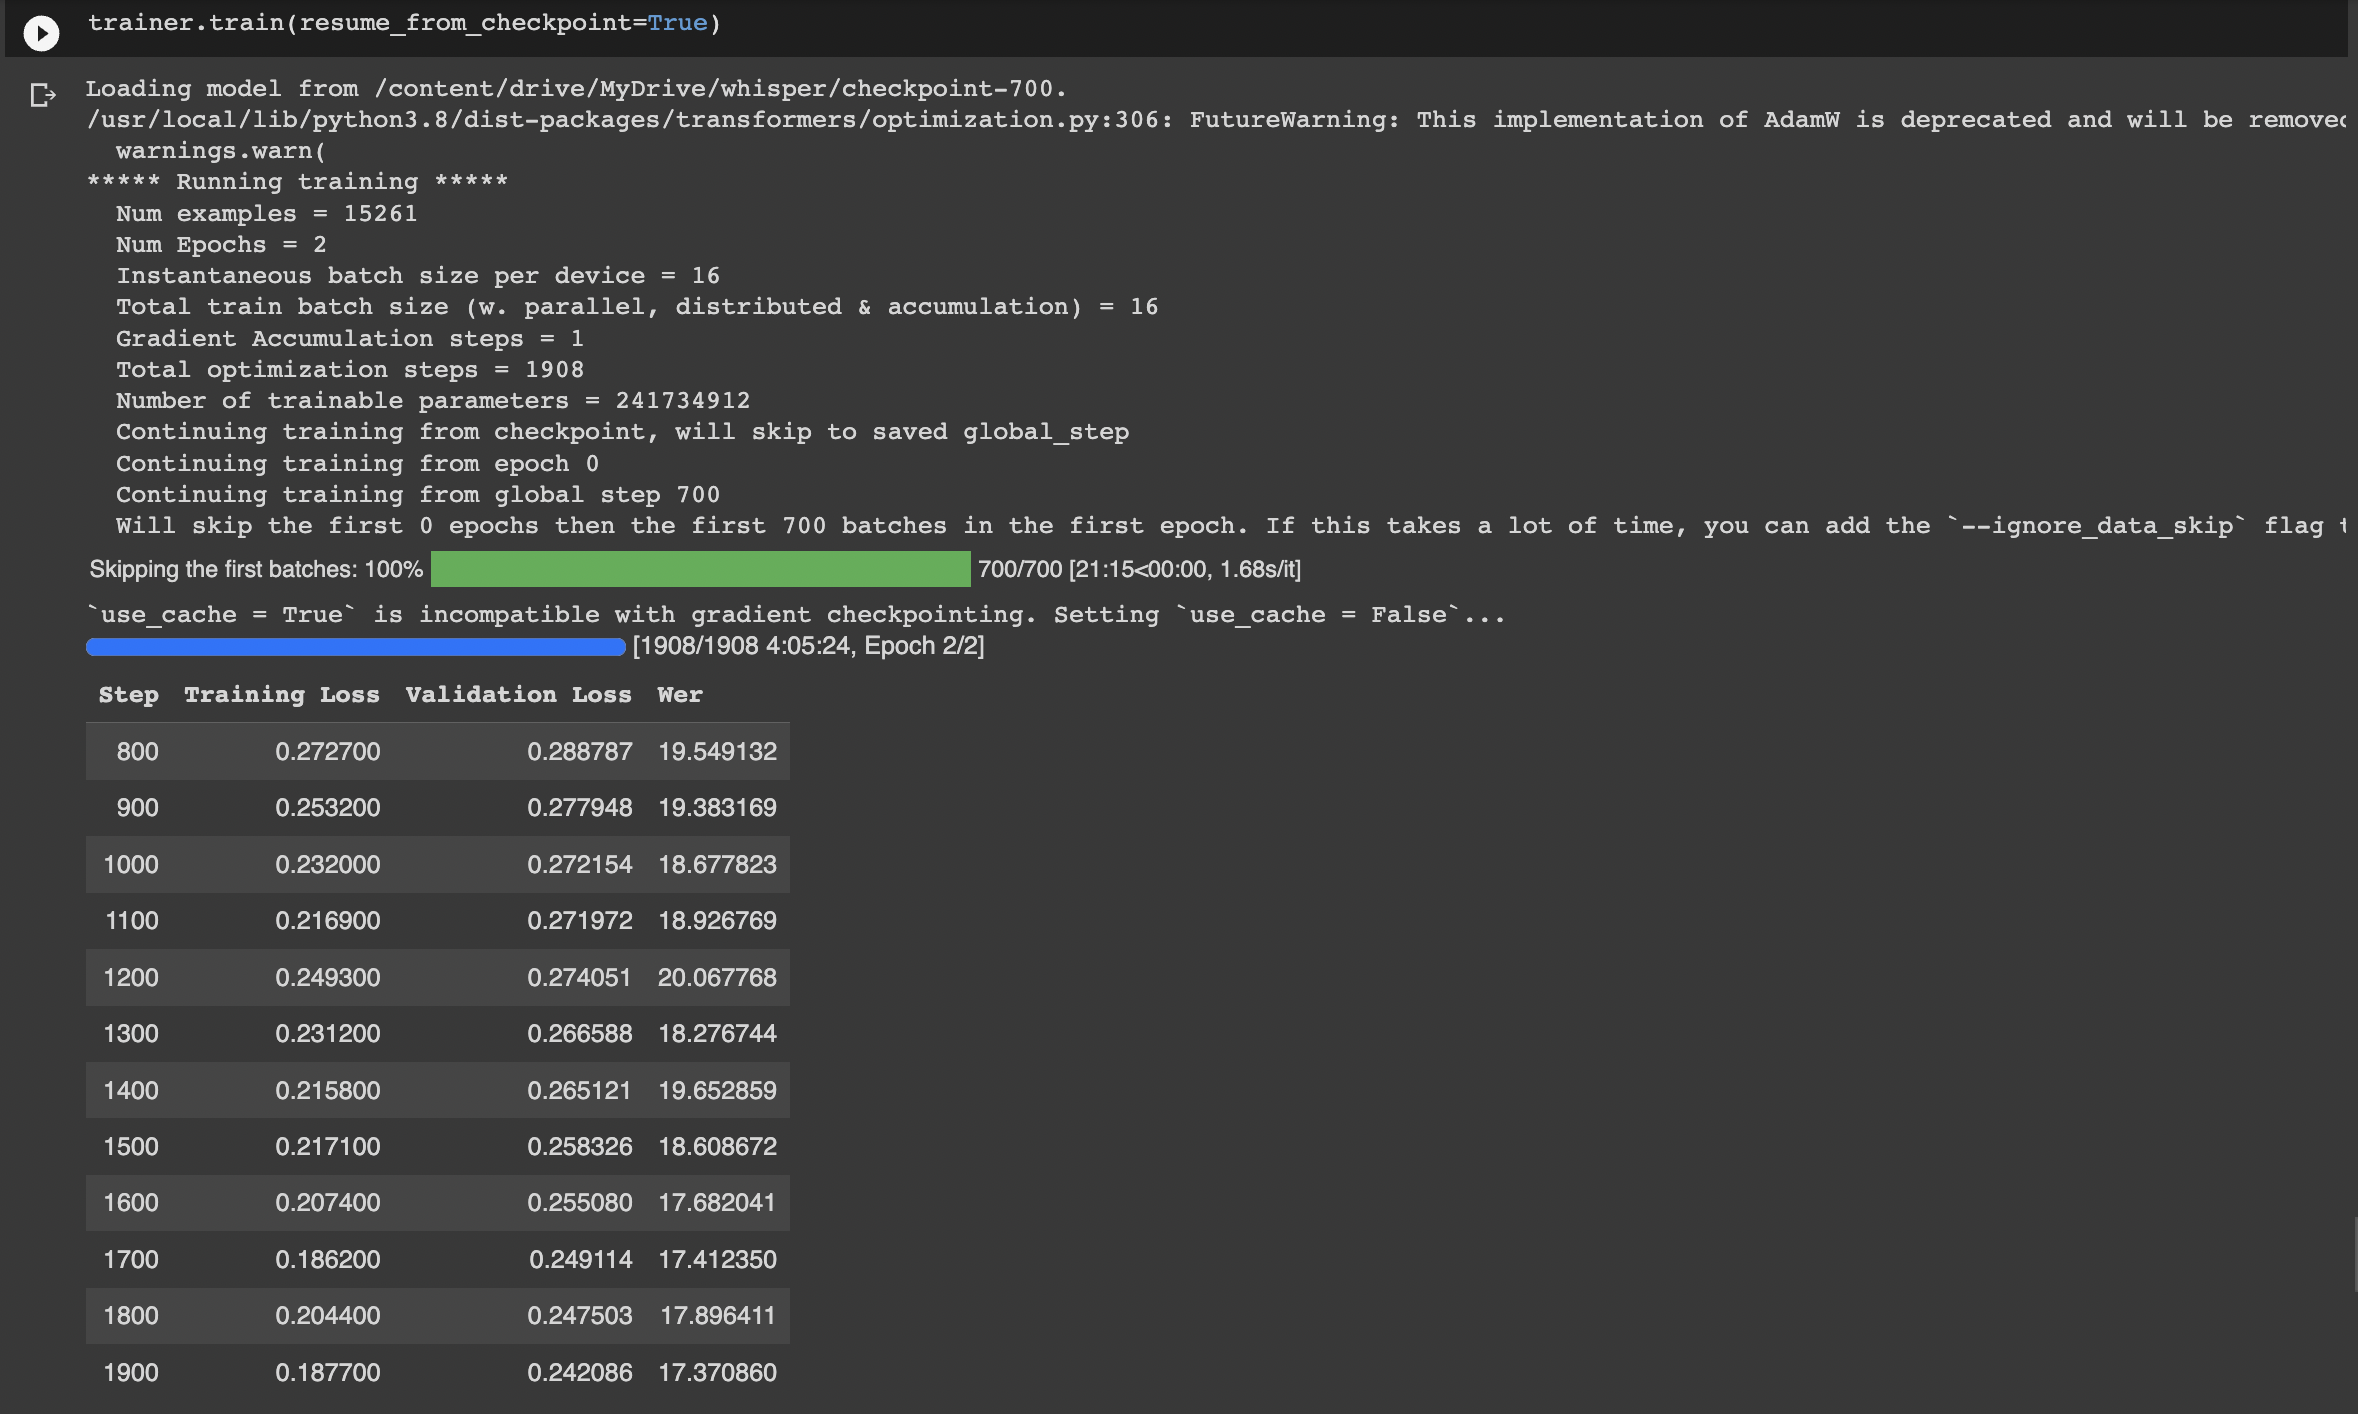 trainer.train(resume_from_checkpoint=True)
Loading model from /content/drive/MyDrive/whisper/checkpoint-700.
/usr/local/lib/python3.8/dist-packages/transformers/optimization.py:306: FutureWarning: This implementation of AdamW is deprecated and will be removed
warnings.warn(
***** Running training *****
Num examples = 15261
Num Epochs = 2
Instantaneous batch size per device = 16
Total train batch size (w. parallel, distributed & accumulation) = 16
Gradient Accumulation steps = 1
Total optimization steps = 1908
Number of trainable parameters = 241734912
Continuing training from checkpoint, will skip to saved global_step
Continuing training from epoch 0
Continuing training from global step 700
Will skip the first 0 epochs then the first 700 batches in the first epoch. If this takes a lot of time, you can add the `--ignore_data_skip` flag
Skipping the first batches: 100% 700/700 [21:15<00:00, 1.68s/it]
`use_cache = True` is incompatible with gradient checkpointing. Setting `use_cache = False`...
[1908/1908 4:05:24, Epoch 2/2]
Step Training Loss Validation Loss Wer
800 0.272700 0.288787 19.549132
900 0.253200 0.277948 19.383169
1000 0.232000 0.272154 18.677823
1100 0.216900 0.271972 18.926769
1200 0.249300 0.274051 20.067768
1300 0.231200 0.266588 18.276744
1400 0.215800 0.265121 19.652859
1500 0.217100 0.258326 18.608672
1600 0.207400 0.255080 17.682041
1700 0.186200 0.249114 17.412350
1800 0.204400 0.247503 17.896411
1900 0.187700 0.242086 17.370860